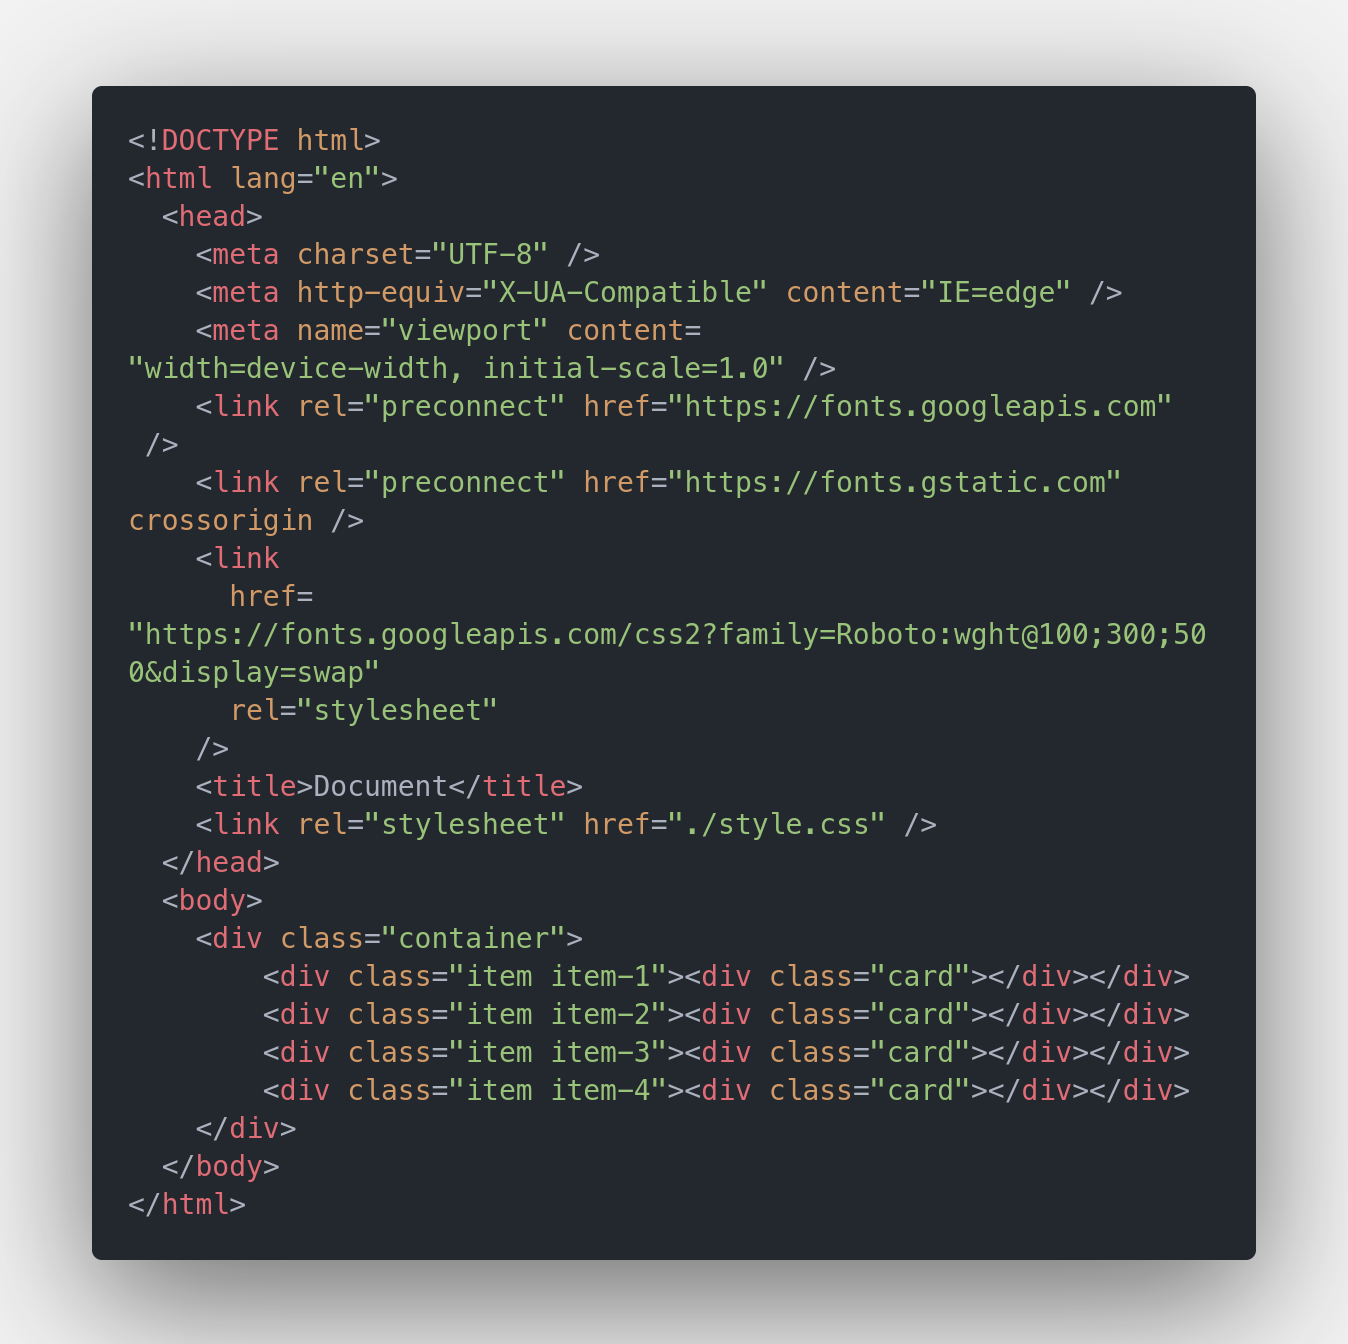 <!DOCTYPE html>
<html lang="en">
  <head>
    <meta charset="UTF-8" />
    <meta http-equiv="X-UA-Compatible" content="IE=edge" />
    <meta name="viewport" content=
"width=device-width, initial-scale=1.0" />
    <link rel="preconnect" href="https://fonts.googleapis.com"
 />
    <link rel="preconnect" href="https://fonts.gstatic.com"
crossorigin />
    <link
      href=
"https://fonts.googleapis.com/css2?family=Roboto:wght@100;300;50
0&display=swap"
      rel="stylesheet"
    />
    <title>Document</title>
    <link rel="stylesheet" href="./style.css" />
  </head>
  <body>
    <div class="container">
        <div class="item item-1"><div class="card"></div></div>
        <div class="item item-2"><div class="card"></div></div>
        <div class="item item-3"><div class="card"></div></div>
        <div class="item item-4"><div class="card"></div></div>
    </div>
  </body>
</html>